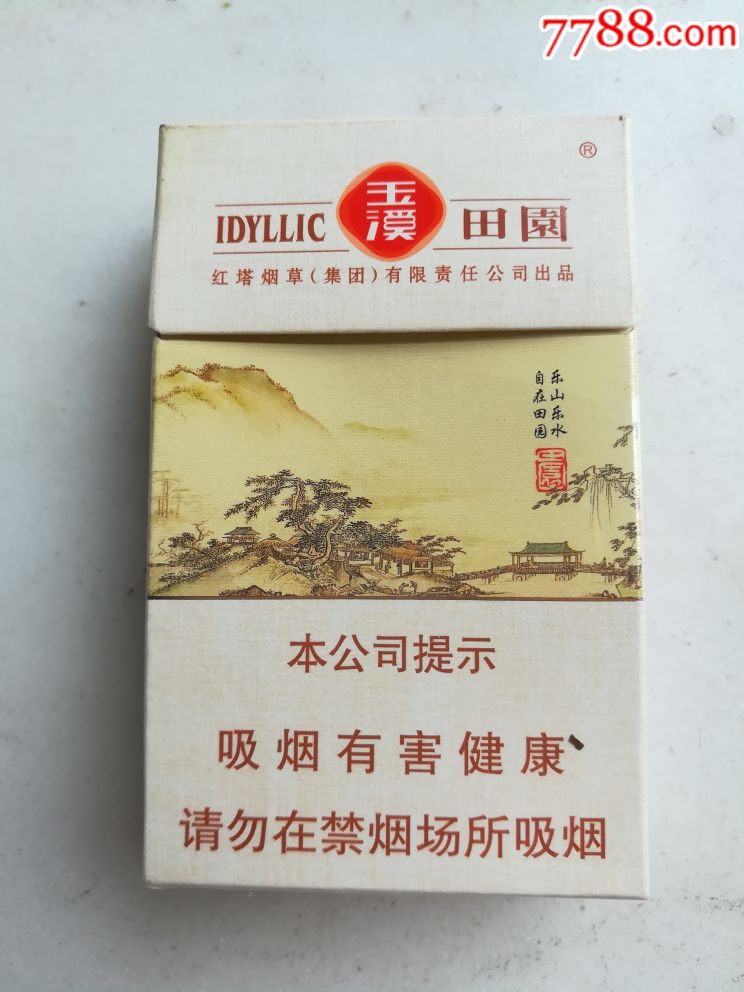 7788.com
®
IDYLLIC 玉溪 田園
红塔烟草(集团)有限责任公司出品
乐山乐水
自在田园
本公司提示
吸烟有害健康
请勿在禁烟场所吸烟